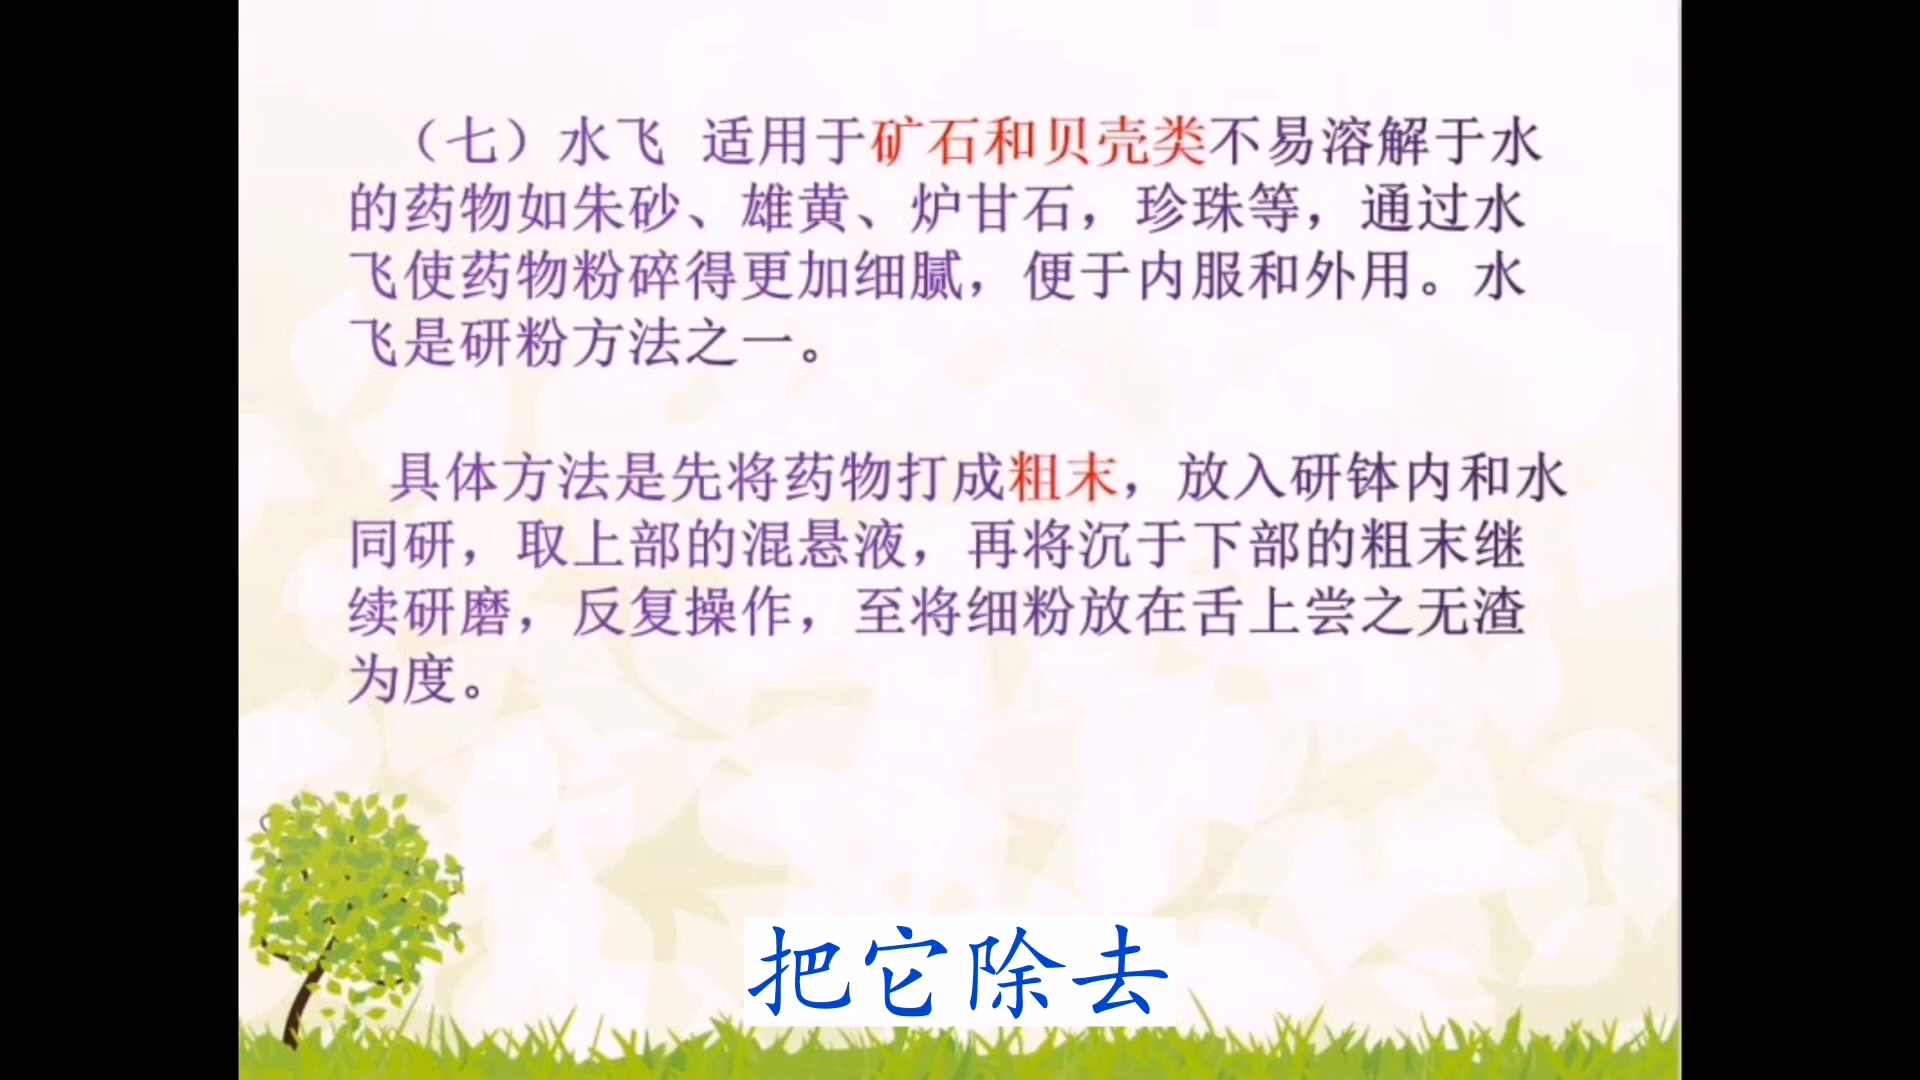 （七）水飞 适用于矿石和贝壳类不易溶解于水
的药物如朱砂、雄黄、炉甘石，珍珠等，通过水
飞使药物粉碎得更加细腻，便于内服和外用。水
飞是研粉方法之一。
具体方法是先将药物打成粗末，放入研钵内和水
同研，取上部的混悬液，再将沉于下部的粗末继
续研磨，反复操作，至将细粉放在舌上尝之无渣
为度。
把它除去